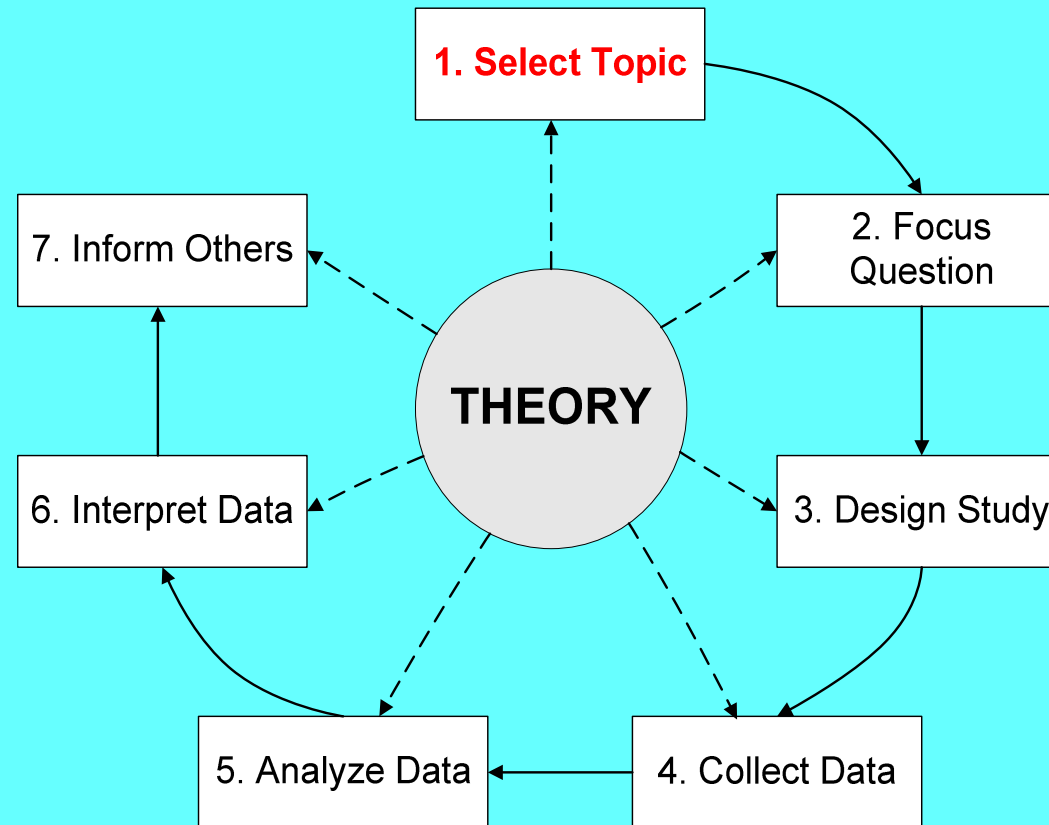 1. Select Topic
2. Focus
Question
3. Design Study
4. Collect Data
5. Analyze Data
6. Interpret Data
7. Inform Others
THEORY